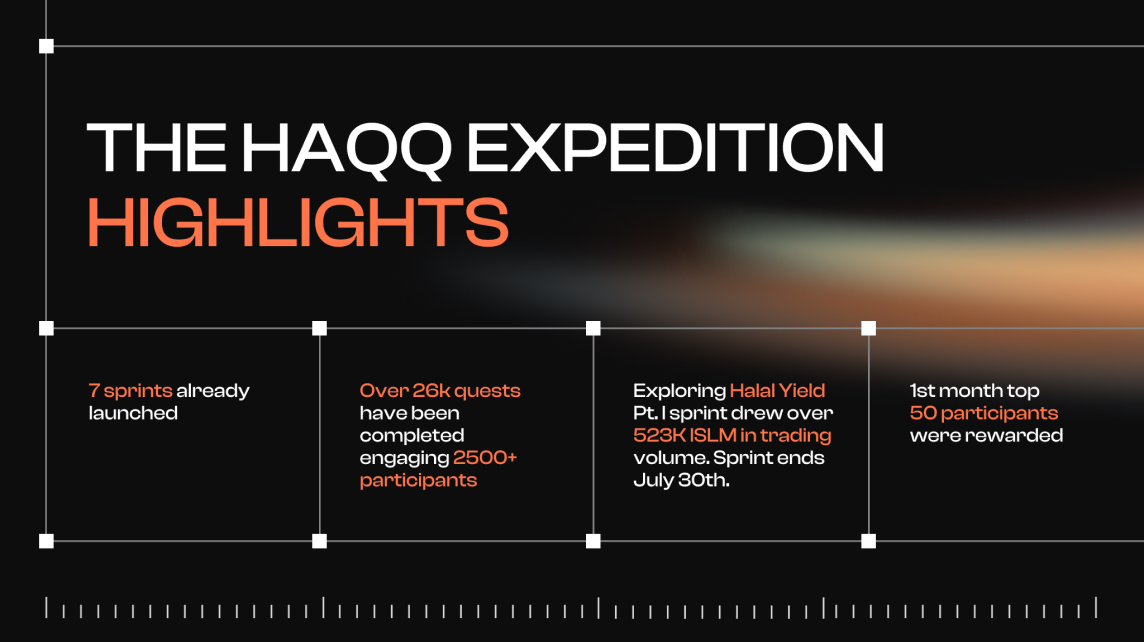 THE HAQQ EXPEDITION
HIGHLIGHTS
7 sprints already
launched
Over 26k quests
have been
completed
engaging 2500+
participants
Exploring Halal Yield
Pt. I sprint drew over
523K ISLM in trading
volume. Sprint ends
July 30th.
1st month top
50 participants
were rewarded